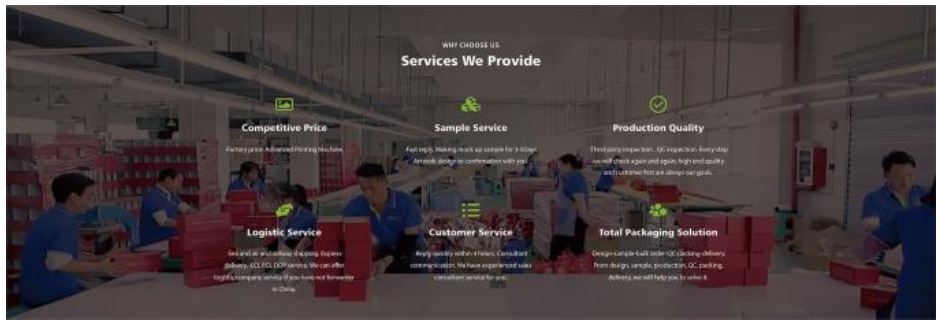 WHY CHOOSE US
Services We Provide
Competitive Price
Factory price. Advanced Printing Machine.
Sample Service
Fast reply. Making mock up sample for 3-5Days
Artwork design to confirmation with you
Production Quality
Third party inspection. QC inspection. Every step
we will check again and again, high end quality
and customer first are always our goals.
Logistic Service
Sea and air and railway shipping. Express
delivery. LCL FCL DDP service. We can offer
logistic company service if you have not forwarder
in China.
Customer Service
Reply quickly within 4 hours. Consultant
communication. We have experienced sales
consultant service for you.
Total Packaging Solution
Design-sample-bulk order-QC-packing-delivery.
From design, sample, production, QC, packing,
delivery, we will help you to solve it.